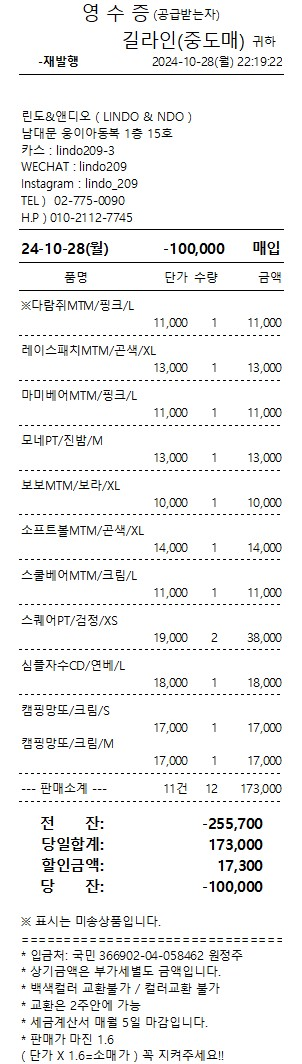 영 수 증 (공급받는자)
길라인(중도매) 귀하
-재발행 2024-10-28(월) 22:19:22
린도&앤디오 ( LINDO & NDO )
남대문 웅이아동복 1층 15호
카스 : lindo209-3
WECHAT : lindo209
Instagram : lindo_209
TEL ) 02-775-0090
H.P ) 010-2112-7745
24-10-28(월) -100,000 매입
품명 단가 수량 금액
※다람쥐MTM/핑크/L
11,000 1 11,000
레이스패치MTM/곤색/XL
13,000 1 13,000
마미베어MTM/핑크/L
11,000 1 11,000
모네PT/진밤/M
13,000 1 13,000
보보MTM/보라/XL
10,000 1 10,000
소프트볼MTM/곤색/XL
14,000 1 14,000
스쿨베어MTM/크림/L
11,000 1 11,000
스퀘어PT/검정/XS
19,000 2 38,000
심플자수CD/연베/L
18,000 1 18,000
캠핑망또/크림/S
17,000 1 17,000
캠핑망또/크림/M
17,000 1 17,000
--- 판매소계 --- 11건 12 173,000
전 잔: -255,700
당일합계: 173,000
할인금액: 17,300
당 잔: -100,000
※ 표시는 미송상품입니다.
==============================
* 입금처: 국민 366902-04-058462 원정주
* 상기금액은 부가세별도 금액입니다.
* 백색컬러 교환불가 / 컬러교환 불가
* 교환은 2주안에 가능
* 세금계산서 매월 5일 마감입니다.
* 판매가 마진 1.6
( 단가 X 1.6=소매가 ) 꼭 지켜주세요!!